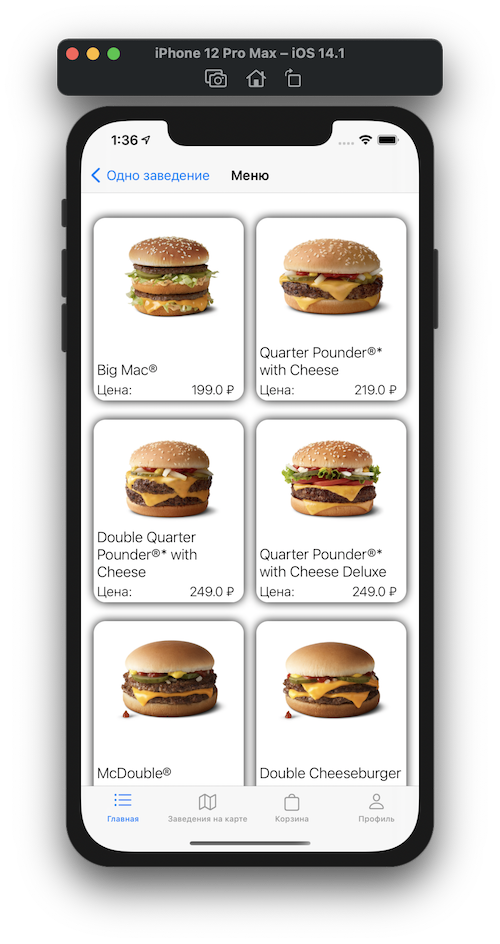 iPhone 12 Pro Max – iOS 14.1
1:36
Одно заведение Меню
Big Mac®
Цена: 199.0 ₽
Quarter Pounder®*
with Cheese
Цена: 219.0 ₽
Double Quarter
Pounder®* with
Cheese
Цена: 249.0 ₽
Quarter Pounder®*
with Cheese Deluxe
Цена: 249.0 ₽
McDouble®
Double Cheeseburger
Главная Заведения на карте Корзина Профиль